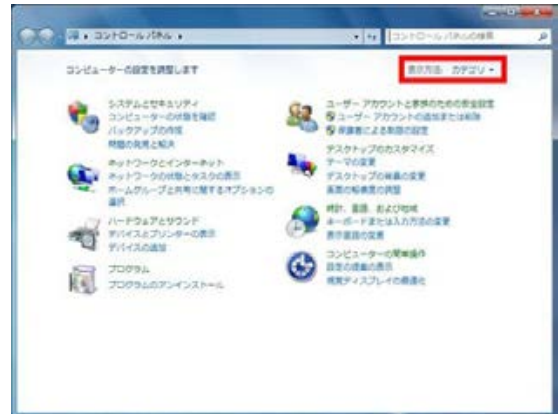 コントロール パネル
コントロール パネルの検索
コンピューターの設定を調整します
表示方法: カテゴリ
システムとセキュリティ
コンピューターの状態を確認
バックアップの作成
問題の発見と解決
ネットワークとインターネット
ネットワークの状態とタスクの表示
ホームグループと共有に関するオプションの
選択
ハードウェアとサウンド
デバイスとプリンターの表示
デバイスの追加
プログラム
プログラムのアンインストール
ユーザー アカウントと家族のための安全設定
ユーザー アカウントの追加または削除
保護者による制限の設定
デスクトップのカスタマイズ
テーマの変更
デスクトップの背景の変更
画面の解像度の調整
時計、言語、および地域
キーボードまたは入力方法の変更
表示言語の変更
コンピューターの簡単操作
設定の提案の表示
視覚ディスプレイの最適化